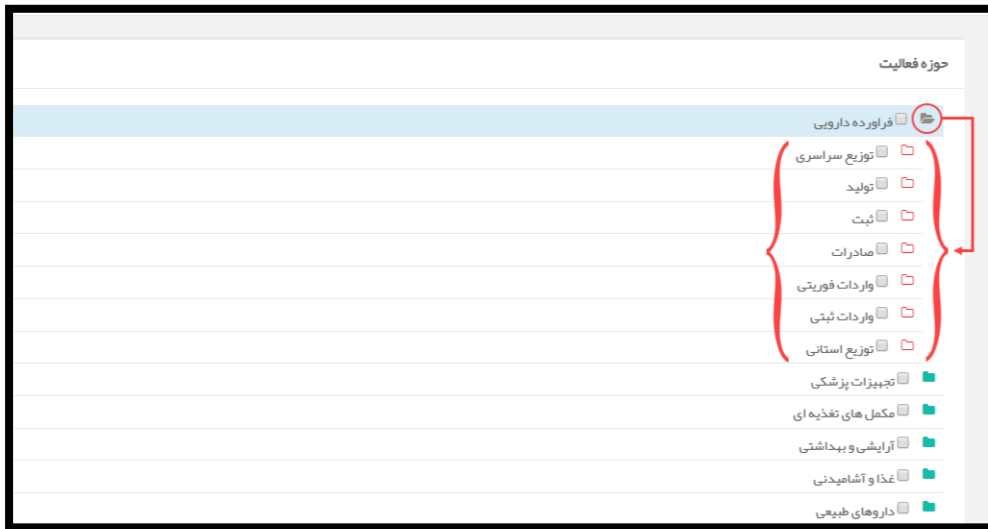 حوزه فعالیت
فراورده دارویی
توزیع سراسری
تولید
ثبت
صادرات
واردات فوریتی
واردات ثبتی
توزیع استانی
تجهیزات پزشکی
مکمل های تغذیه ای
آرایشی و بهداشتی
غذا و آشامیدنی
داروهای طبیعی